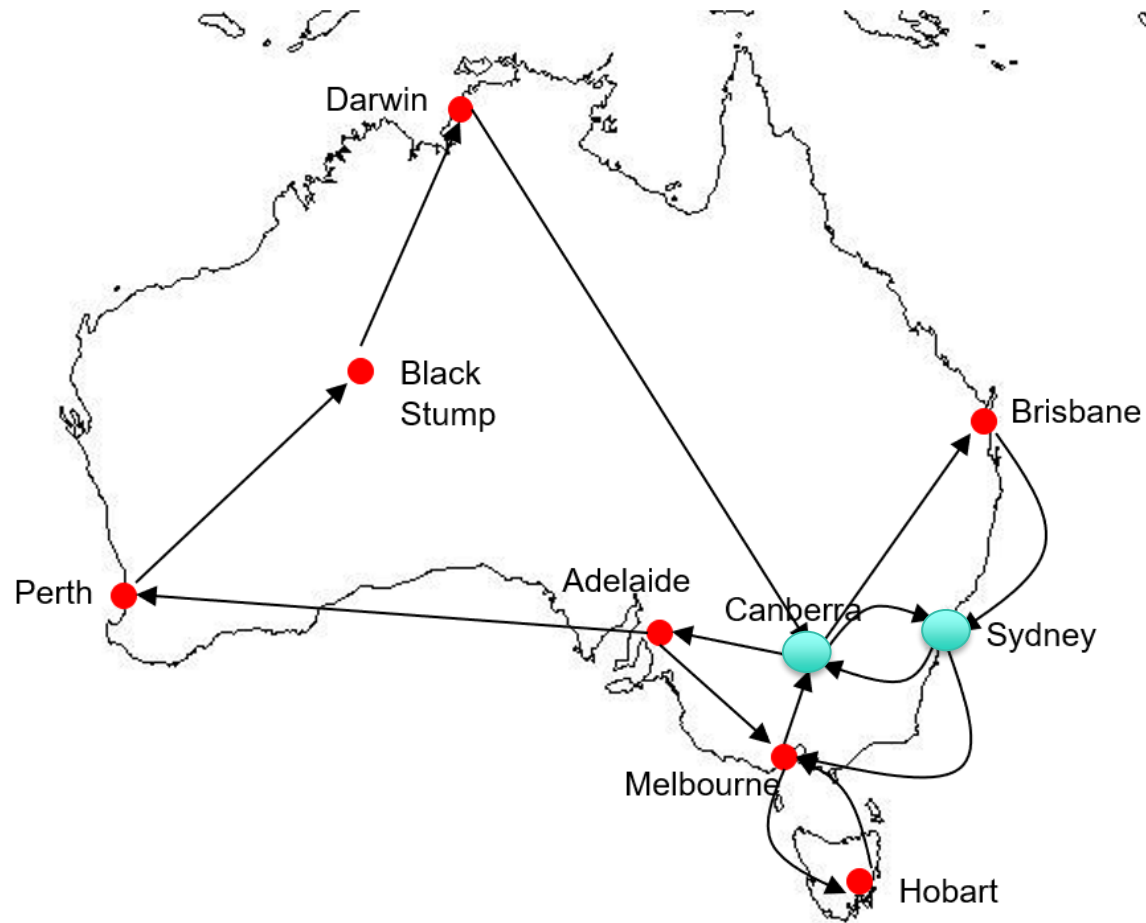 Darwin
Black
Stump
Brisbane
Perth
Adelaide
Canberra
Sydney
Melbourne
Hobart